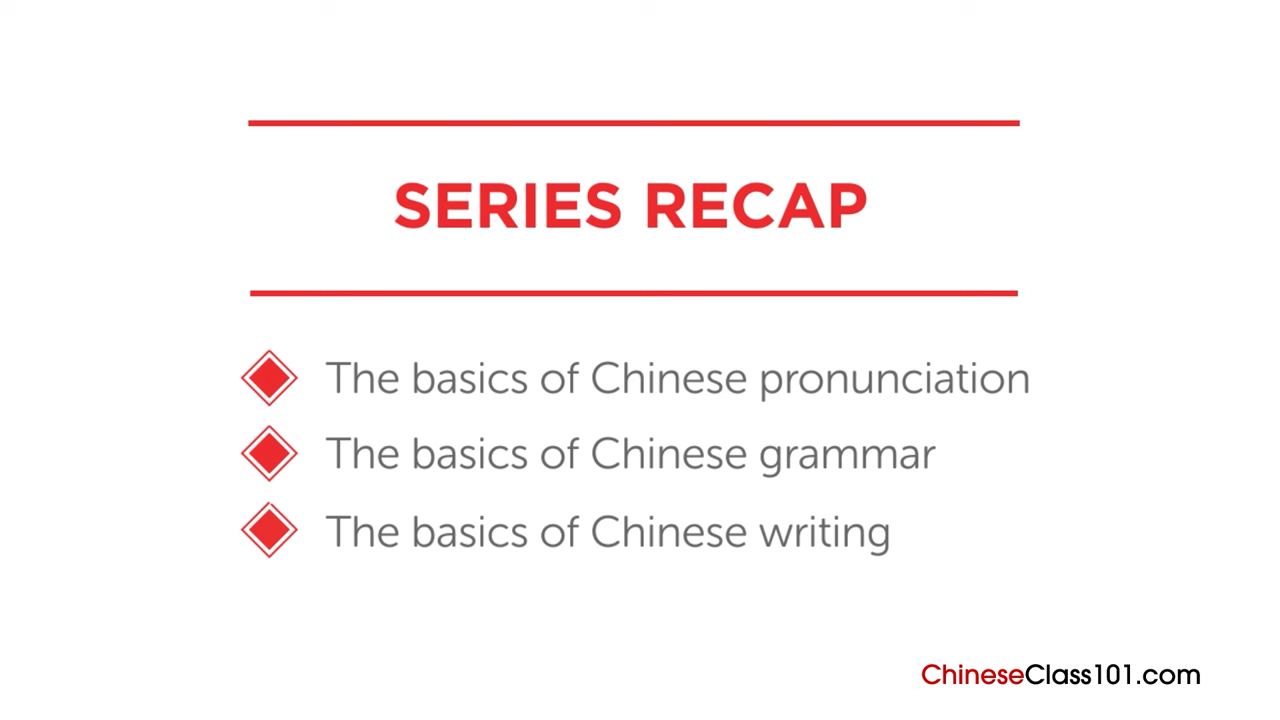 SERIES RECAP
The basics of Chinese pronunciation
The basics of Chinese grammar
The basics of Chinese writing
ChineseClass101.com